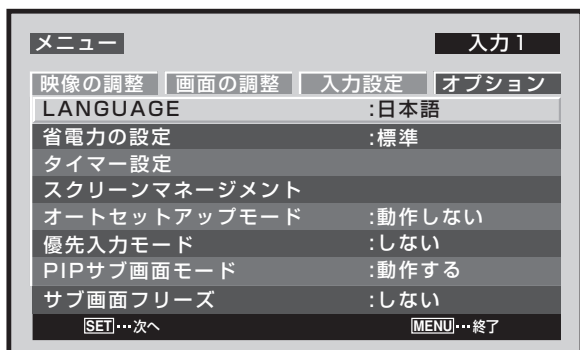 メニュー 入力1
映像の調整 画面の調整 入力設定 オプション
LANGUAGE :日本語
省電力の設定 :標準
タイマー設定
スクリーンマネージメント
オートセットアップモード :動作しない
優先入力モード :しない
PIPサブ画面モード :動作する
サブ画面フリーズ :しない
SET…次へ MENU…終了